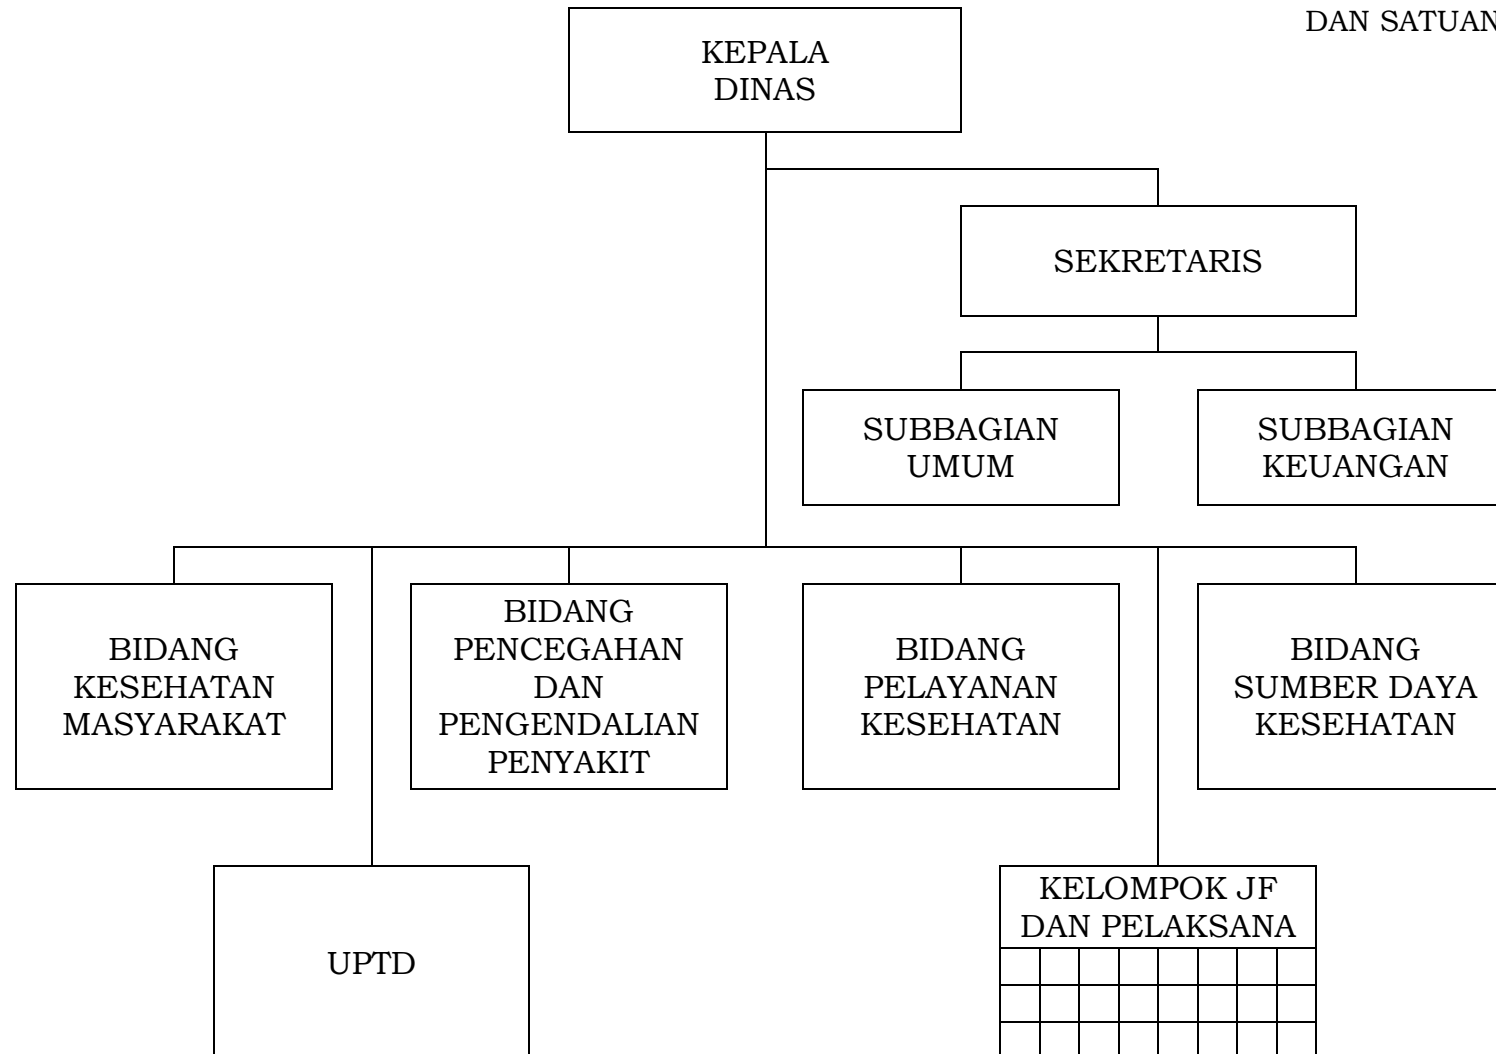 DAN SATUAN
KEPALA
DINAS
SEKRETARIS
SUBBAGIAN
UMUM
SUBBAGIAN
KEUANGAN
BIDANG
KESEHATAN
MASYARAKAT
BIDANG
PENCEGAHAN
DAN
PENGENDALIAN
PENYAKIT
BIDANG
PELAYANAN
KESEHATAN
BIDANG
SUMBER DAYA
KESEHATAN
UPTD
KELOMPOK JF
DAN PELAKSANA